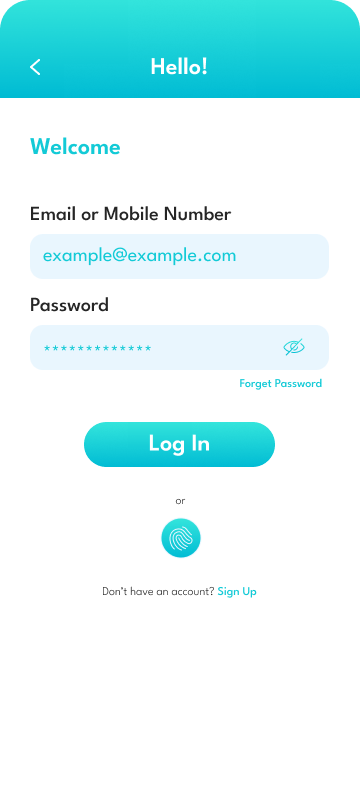 Hello!
Welcome
Email or Mobile Number
example@example.com
Password
*************
Forget Password
Log In
or
Don't have an account? Sign Up